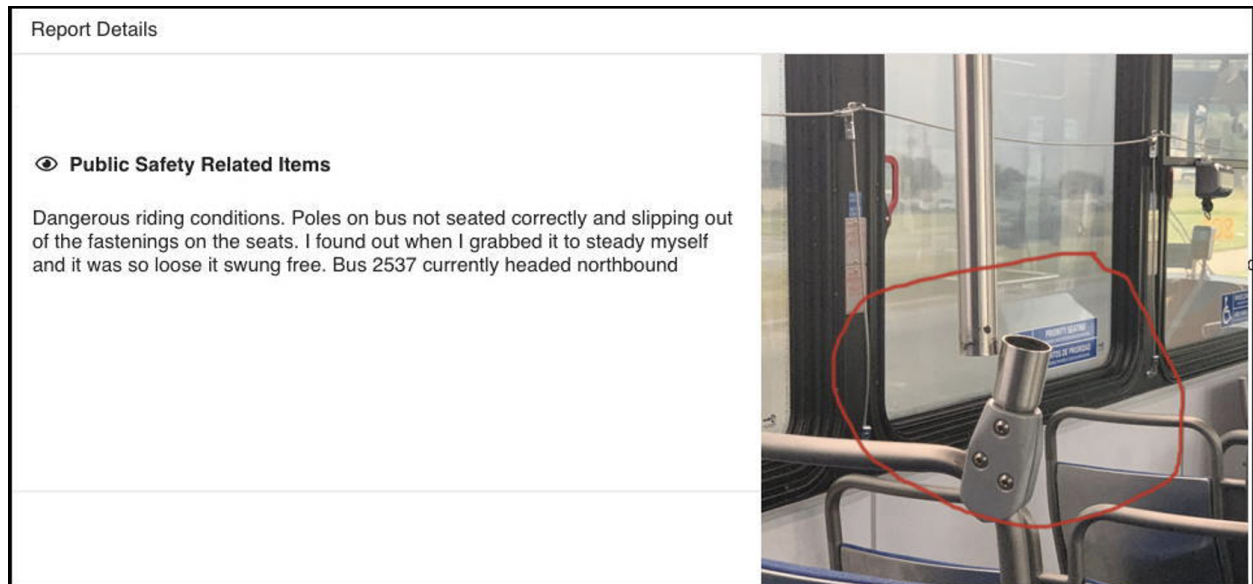 Report Details
Public Safety Related Items
Dangerous riding conditions. Poles on bus not seated correctly and slipping out
of the fastenings on the seats. I found out when I grabbed it to steady myself
and it was so loose it swung free. Bus 2537 currently headed northbound
PRIORITY SEATING